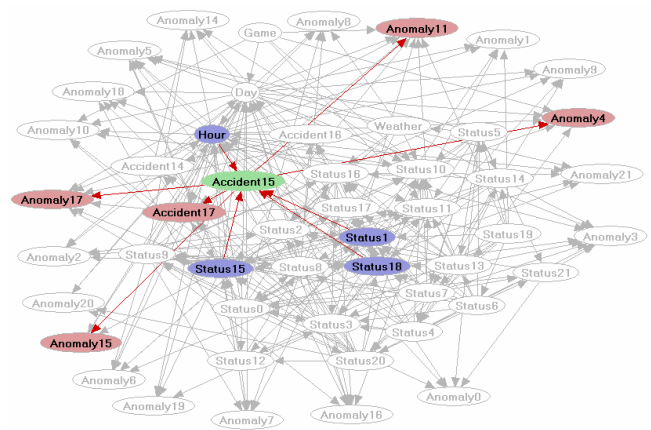 Anomaly14
Anomaly8
Anomaly11
Game
Anomaly1
Anomaly5
Anomaly9
Anomaly18
Day
Anomaly4
Anomaly10
Hour
Accident16
Weather
Status5
Accident14
Status16
Status10
Anomaly21
Accident15
Status14
Anomaly17
Accident17
Status17
Status11
Status2
Status1
Status19
Anomaly3
Anomaly2
Status9
Status15
Status8
Status18
Status13
Status21
Anomaly20
Status0
Status7
Status6
Status3
Status4
Anomaly15
Status12
Status20
Anomaly6
Anomaly19
Anomaly7
Anomaly16
Anomaly0